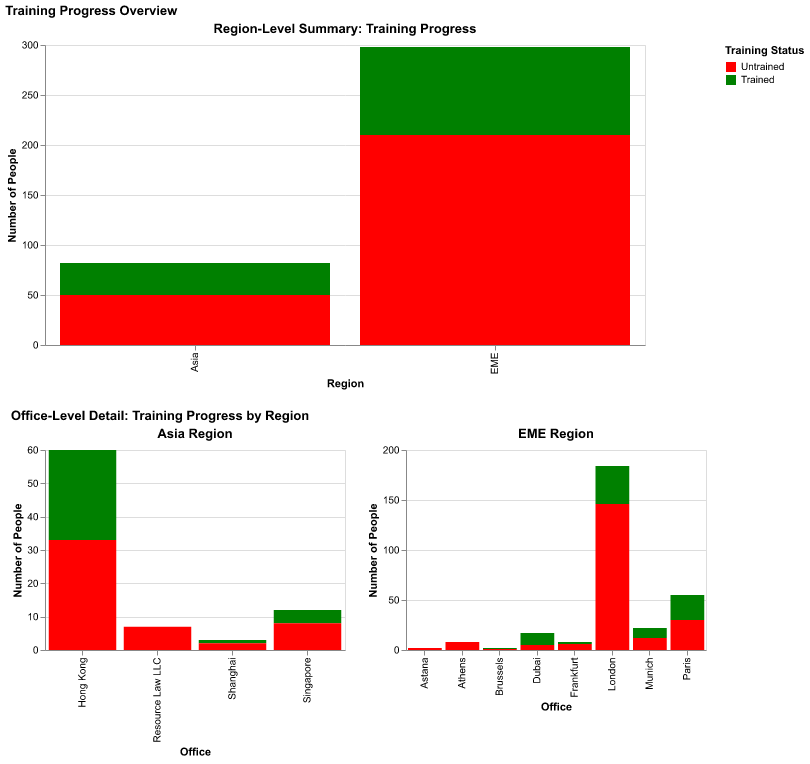 Training Progress Overview
Region-Level Summary: Training Progress
Number of People
300
250
200
150
100
50
0
Asia
EME
Region
Training Status
Untrained
Trained
Office-Level Detail: Training Progress by Region
Asia Region
Number of People
60
50
40
30
20
10
0
Hong Kong
Resource Law LLC
Shanghai
Singapore
Office
EME Region
Number of People
200
150
100
50
0
Astana
Athens
Brussels
Dubai
Frankfurt
London
Munich
Paris
Office